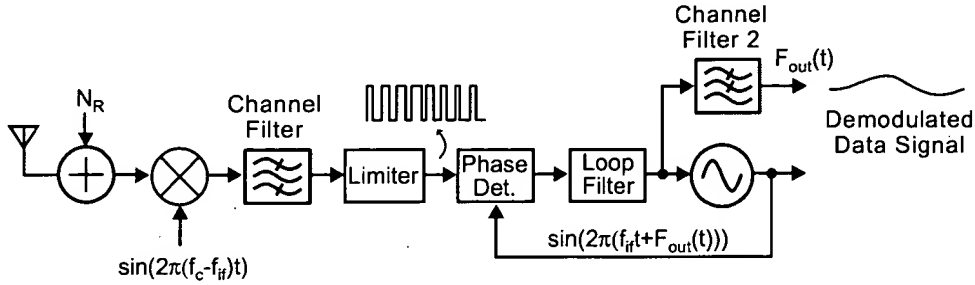 Channel
Filter 2
F_out(t)
N_R
Channel
Filter
Limiter
Phase
Det.
Loop
Filter
Demodulated
Data Signal
sin(2π(f_c-f_if)t)
sin(2π(f_ift+F_out(t)))